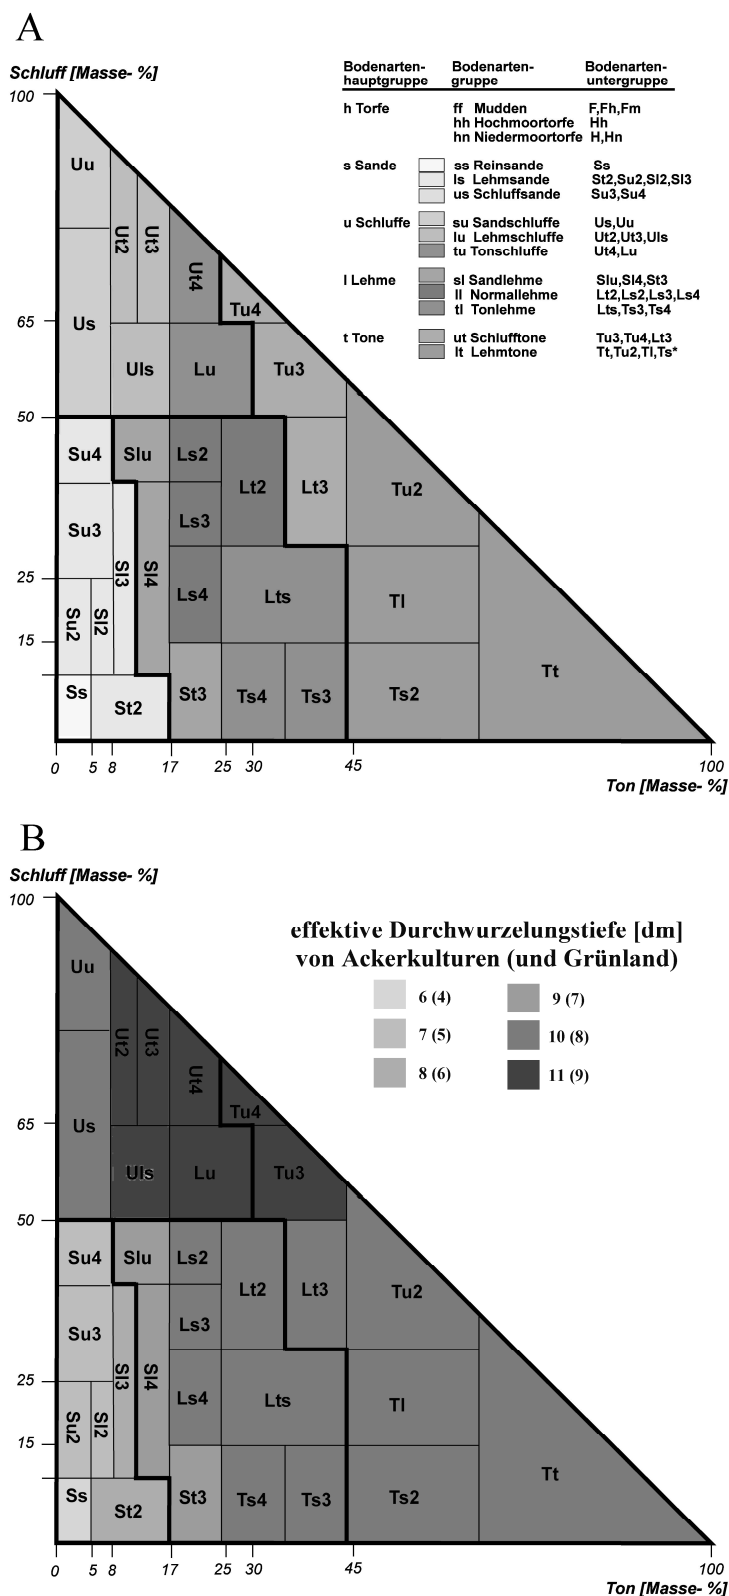 A
Schluff [Masse- %]
Bodenarten- Bodenarten- Bodenarten-
hauptgruppe gruppe untergruppe
h Torfe ff Mudden F,Fh,Fm
hh Hochmoortorfe Hh
hn Niedermoortorfe H,Hn
s Sande ss Reinsande Ss
ls Lehmsande St2,Su2,Sl2,Sl3
us Schluffsande Su3,Su4
u Schluffe su Sandschluffe Us,Uu
lu Lehmschluffe Ut2,Ut3,Uls
tu Tonschluffe Ut4,Lu
l Lehme sl Sandlehme Slu,Sl4,St3
ll Normallehme Lt2,Ls2,Ls3,Ls4
tl Tonlehme Lts,Ts3,Ts4
t Tone ut Schlufftone Tu3,Tu4,Lt3
lt Lehmtone Tt,Tu2,Tl,Ts*
100
Uu
Ut2 Ut3 Ut4
Tu4
65
Us
Uls Lu Tu3
50
Su4 Slu Ls2
Lt2 Lt3 Tu2
Su3 Ls3
25
Sl3 Sl4
Ls4 Lts Tl
Su2 Sl2
15
Ss St2 St3 Ts4 Ts3 Ts2 Tt
0 5 8 17 25 30 45 100
Ton [Masse- %]
B
Schluff [Masse- %]
effektive Durchwurzelungstiefe [dm]
von Ackerkulturen (und Grünland)
6 (4) 9 (7)
7 (5) 10 (8)
8 (6) 11 (9)
100
Uu
Ut2 Ut3 Ut4
Tu4
65
Us
Uls Lu Tu3
50
Su4 Slu Ls2
Lt2 Lt3 Tu2
Su3 Ls3
25
Sl3 Sl4
Ls4 Lts Tl
Su2 Sl2
15
Ss St2 St3 Ts4 Ts3 Ts2 Tt
0 5 8 17 25 30 45 100
Ton [Masse- %]